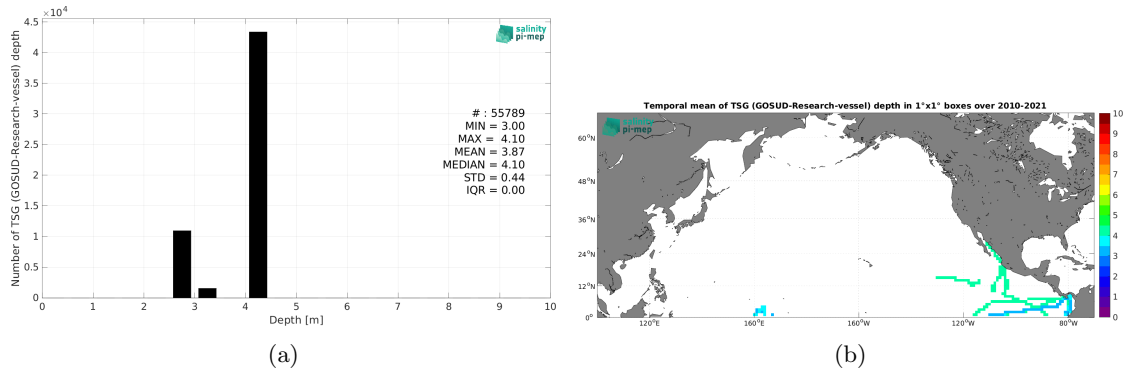 ×10⁴
salinity
pi-mep
Number of TSG (GOSUD-Research-vessel) depth
4.5
4
3.5
3
2.5
2
1.5
1
0.5
0
# : 55789
MIN = 3.00
MAX = 4.10
MEAN = 3.87
MEDIAN = 4.10
STD = 0.44
IQR = 0.00
0 1 2 3 4 5 6 7 8 9 10
Depth [m]
(a)
Temporal mean of TSG (GOSUD-Research-vessel) depth in 1°x1° boxes over 2010-2021
salinity
pi-mep
60°N
48°N
36°N
24°N
12°N
0°
120°E 160°E 160°W 120°W 80°W
10
9
8
7
6
5
4
3
2
1
0
(b)